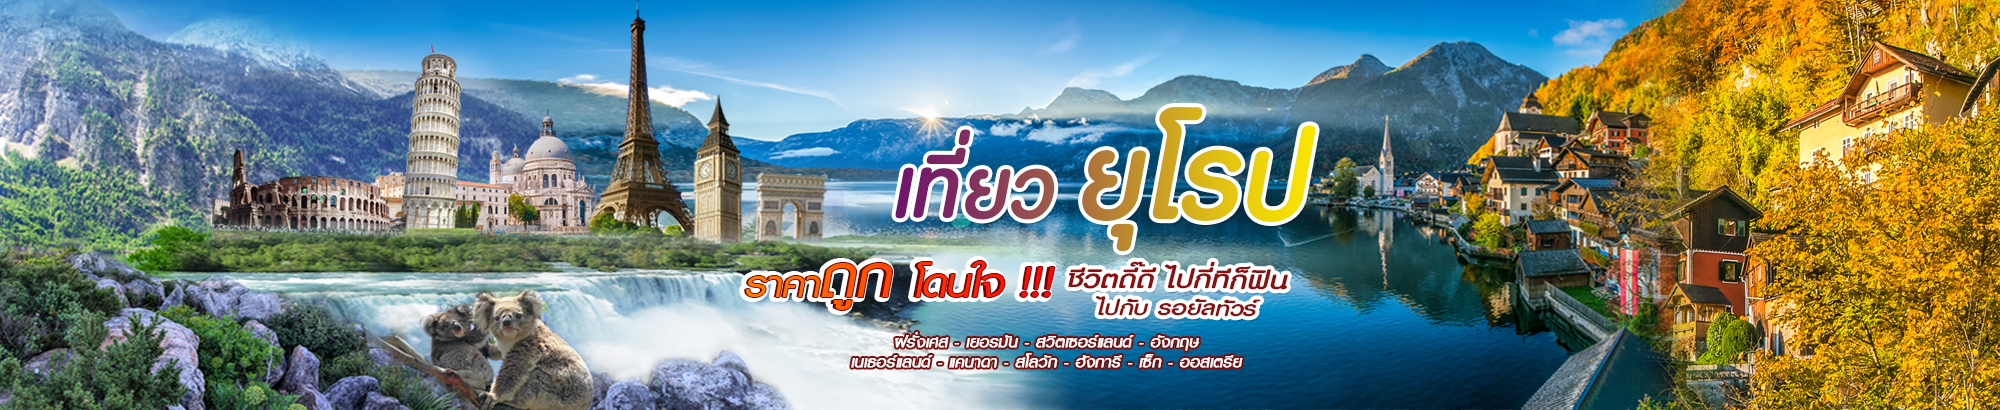 เที่ยว ยุโรป
ราคาถูก โดนใจ !!! ชีวิตดี๊ดี ไปกี่ทีก็ฟิน
ไปกับ รอยัลทัวร์
ฝรั่งเศส - เยอรมัน - สวิตเซอร์แลนด์ - อังกฤษ
เนเธอร์แลนด์ - แคนาดา - สโลวัก - ฮังการี - เช็ก - ออสเตรีย